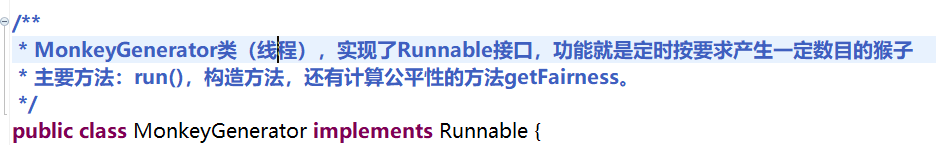 /**
* MonkeyGenerator类（线程），实现了Runnable接口，功能就是定时按要求产生一定数目的猴子
* 主要方法：run()，构造方法，还有计算公平性的方法getFairness。
*/
public class MonkeyGenerator implements Runnable {